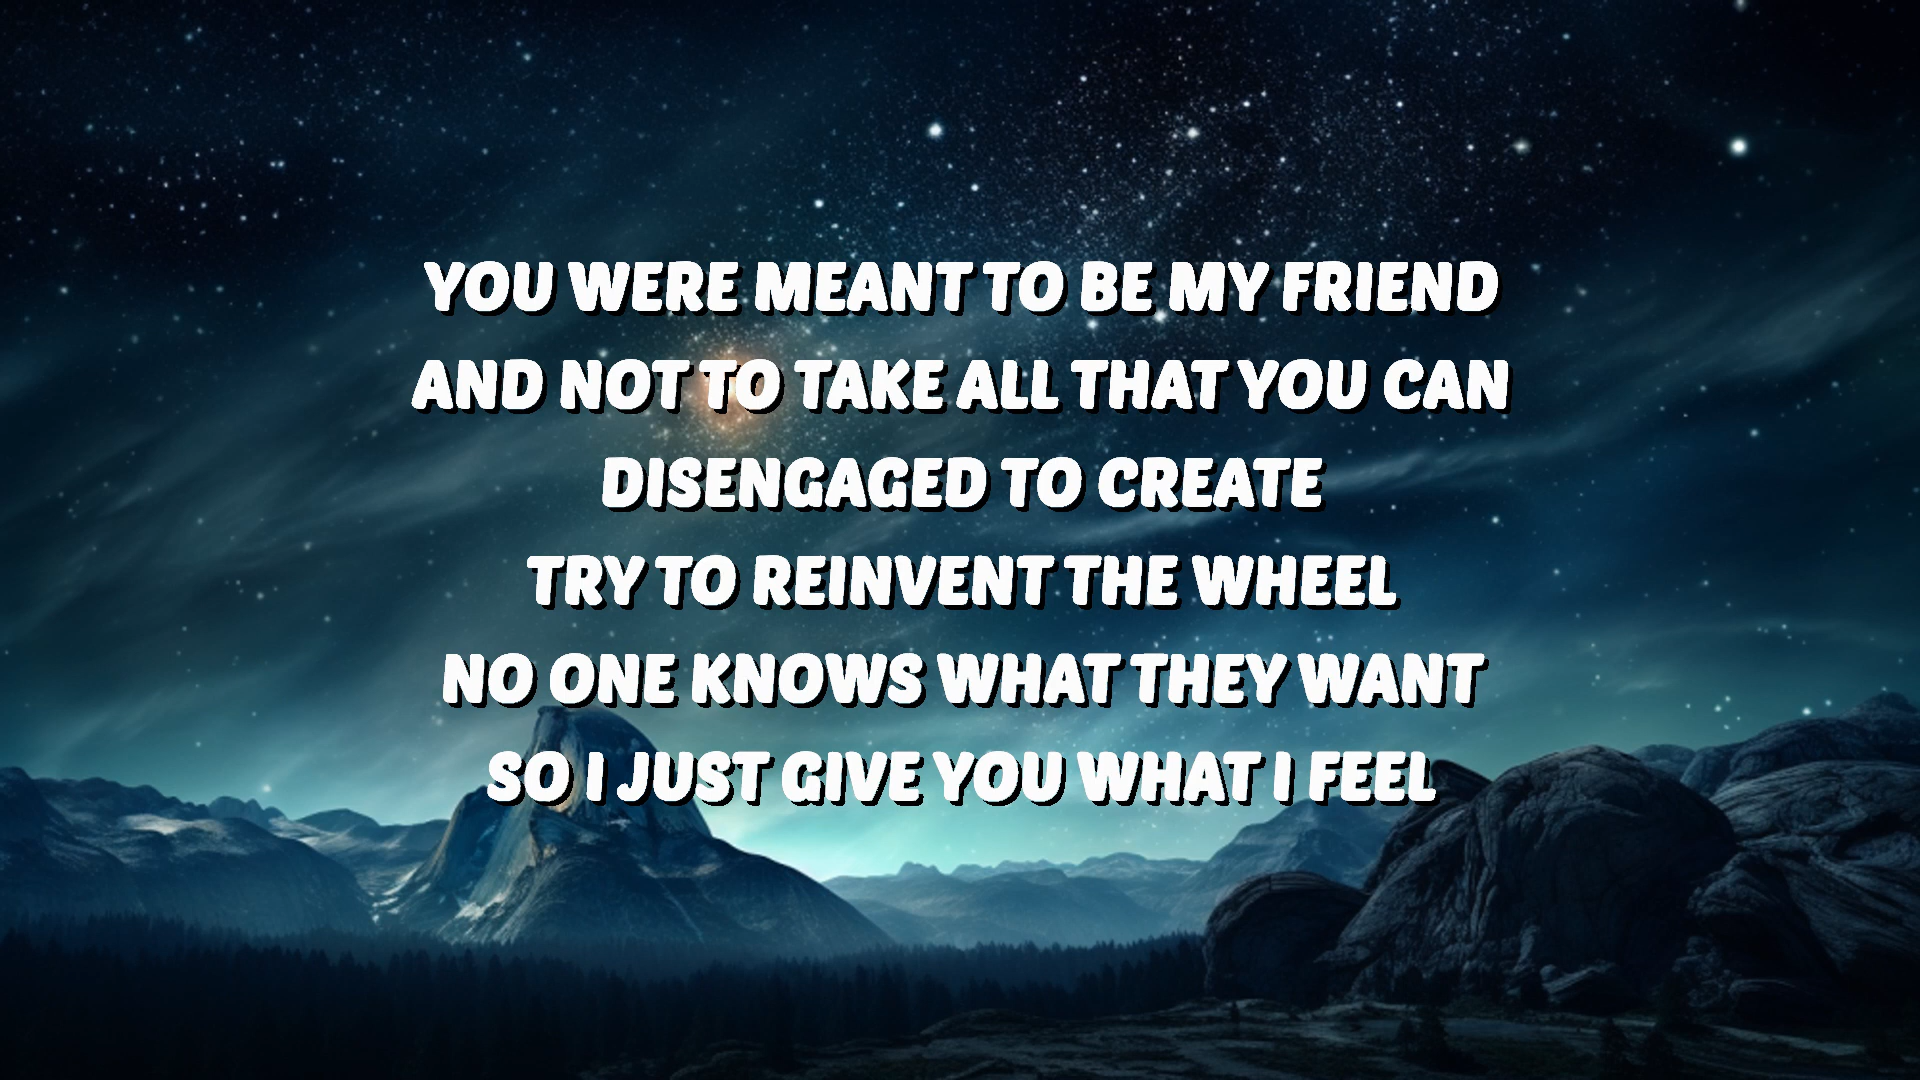 YOU WERE MEANT TO BE MY FRIEND
AND NOT TO TAKE ALL THAT YOU CAN
DISENGAGED TO CREATE
TRY TO REINVENT THE WHEEL
NO ONE KNOWS WHAT THEY WANT
SO I JUST GIVE YOU WHAT I FEEL